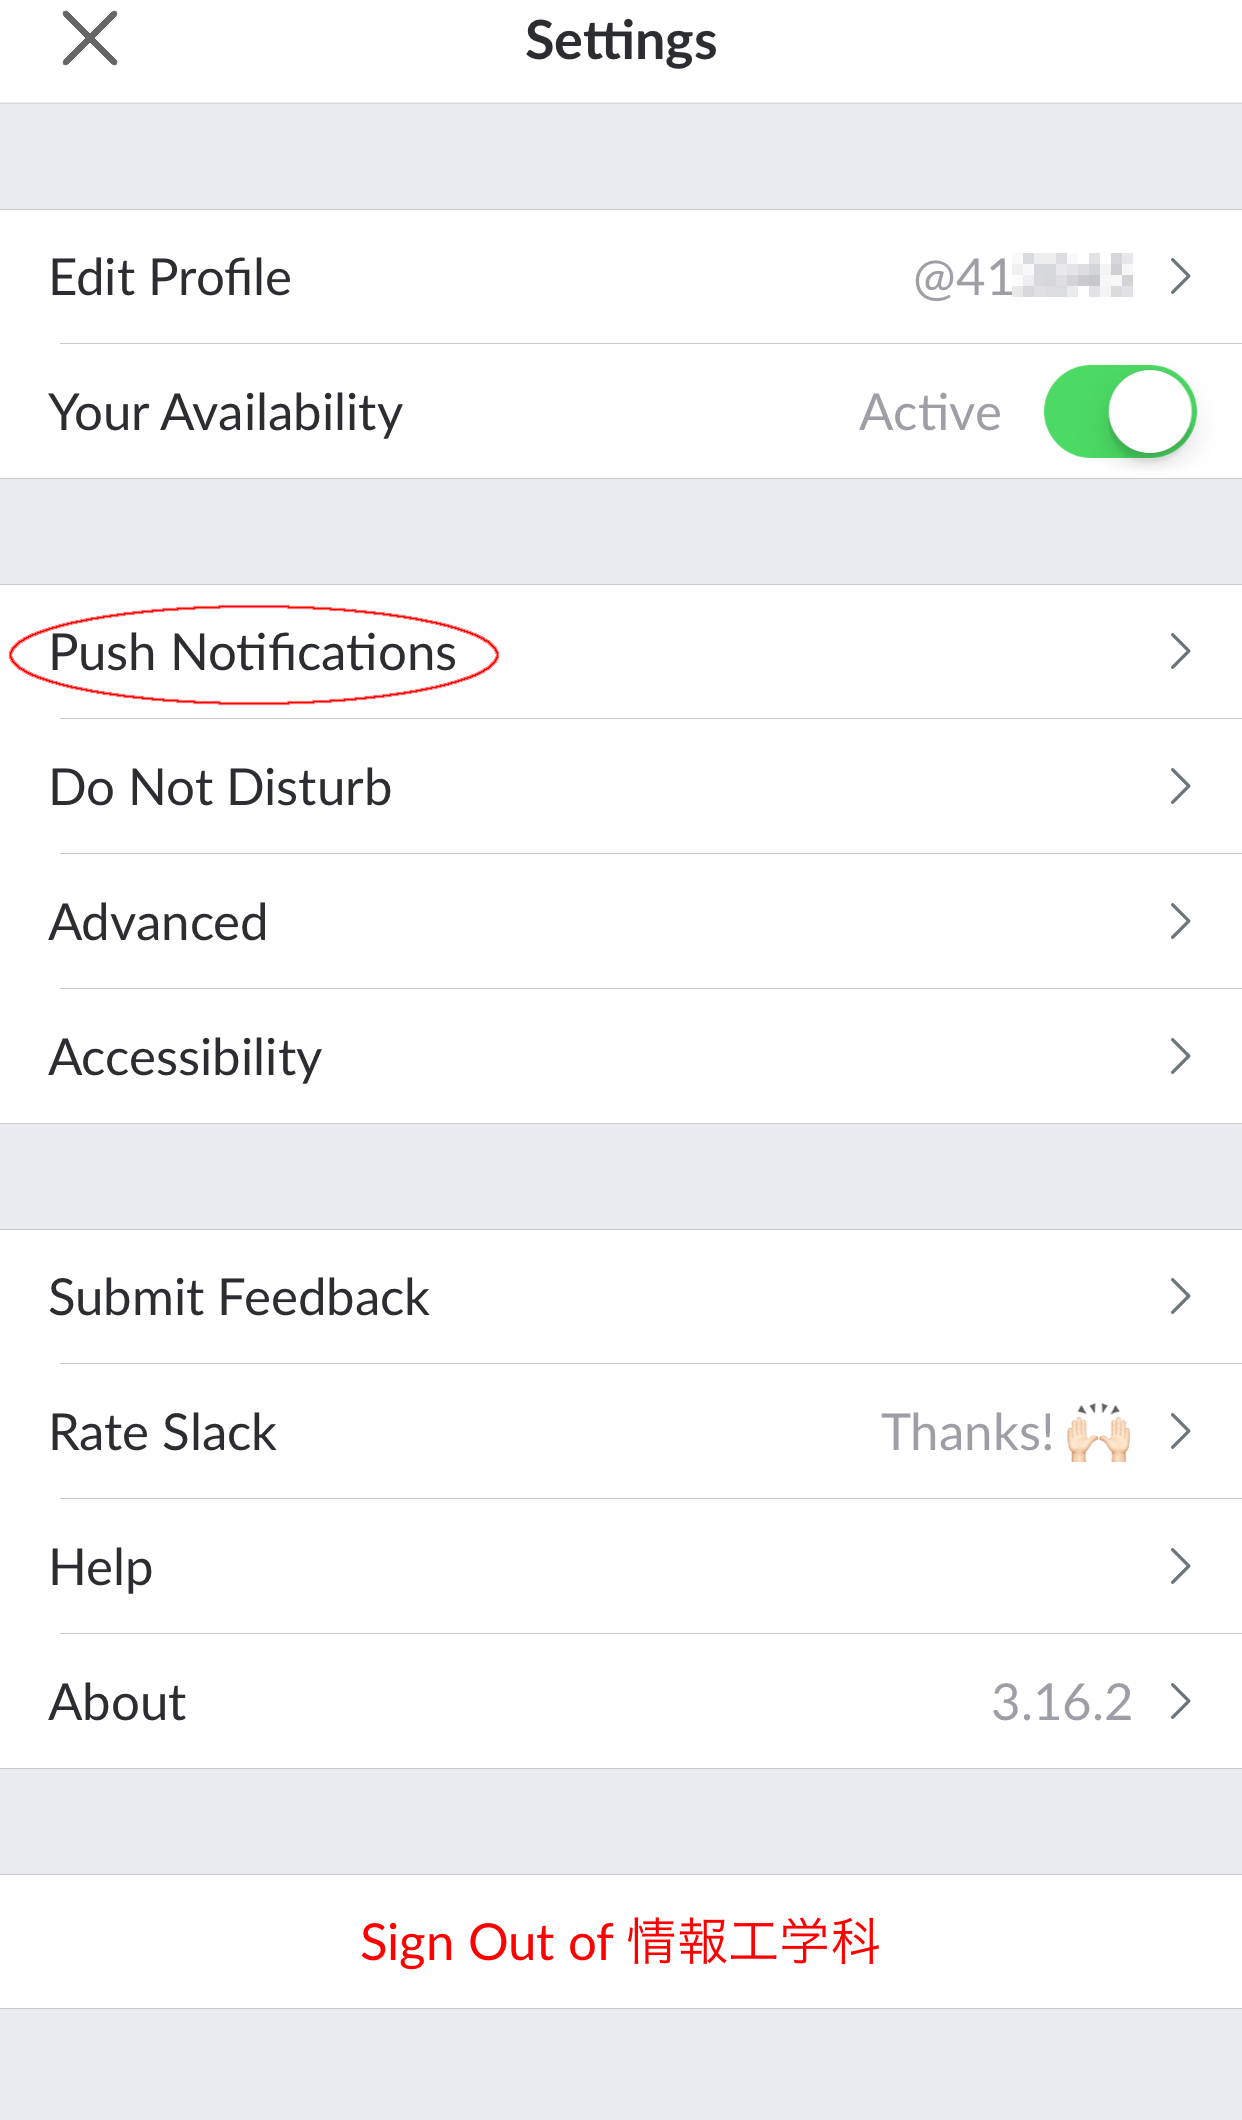 Settings
Edit Profile @41
Your Availability Active
Push Notifications
Do Not Disturb
Advanced
Accessibility
Submit Feedback
Rate Slack Thanks! 🙌🏻
Help
About 3.16.2
Sign Out of 情報工学科